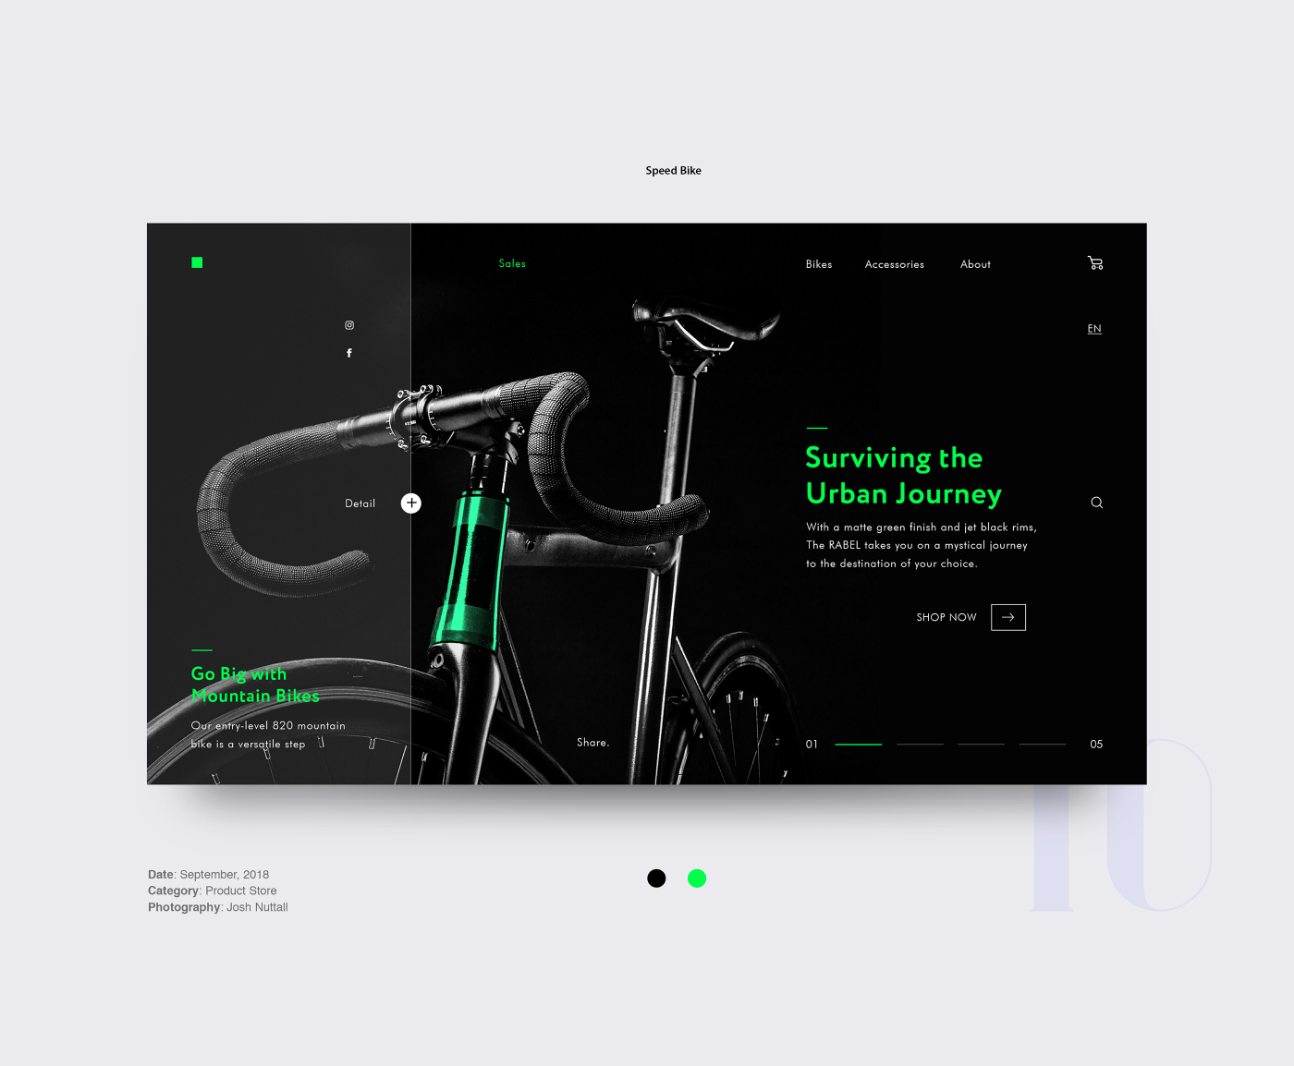 Speed Bike
Sales
Bikes
Accessories
About
EN
Detail
Surviving the
Urban Journey
With a matte green finish and jet black rims,
The RABEL takes you on a mystical journey
to the destination of your choice.
SHOP NOW
Go Big with
Mountain Bikes
Our entry-level 820 mountain
bike is a versatile step
Share.
01
05
10
Date: September, 2018
Category: Product Store
Photography: Josh Nuttall